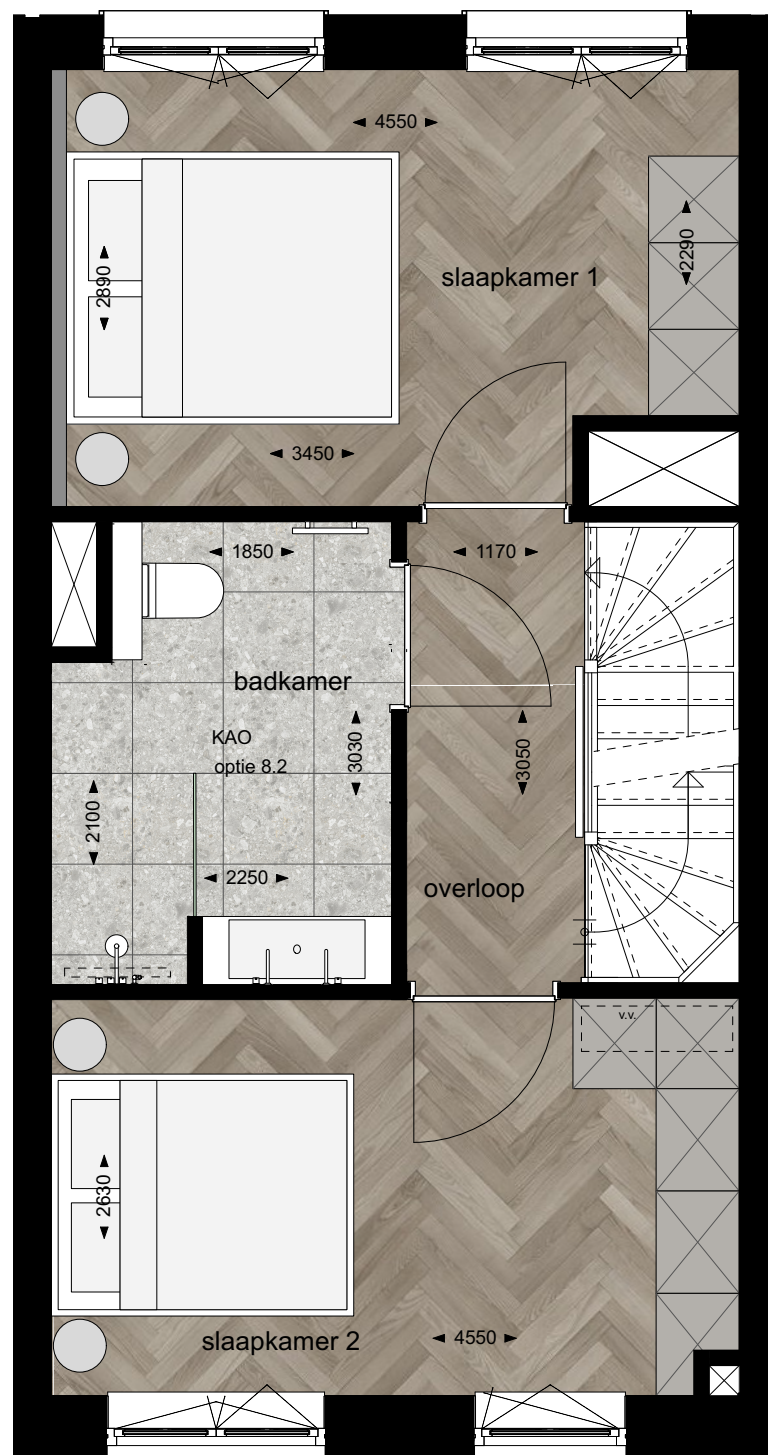 4550
2890
2290
slaapkamer 1
3450
1850
1170
badkamer
KAO
optie 8.2
3030
3050
2100
2250
overloop
v.v.
2630
slaapkamer 2
4550